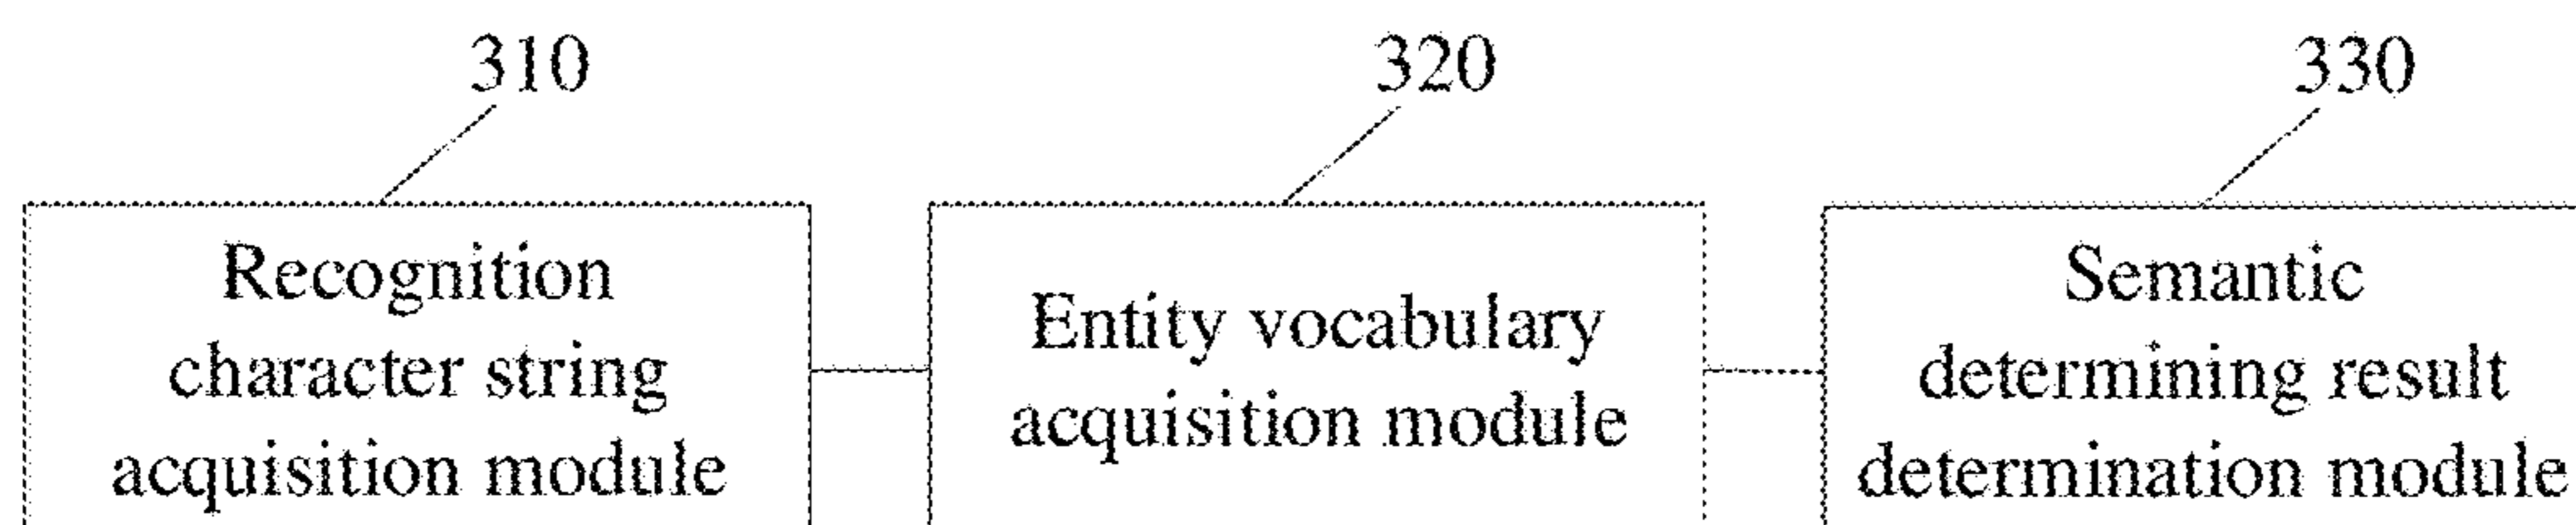 310
320
330
Recognition
character string
acquisition module
Entity vocabulary
acquisition module
Semantic
determining result
determination module